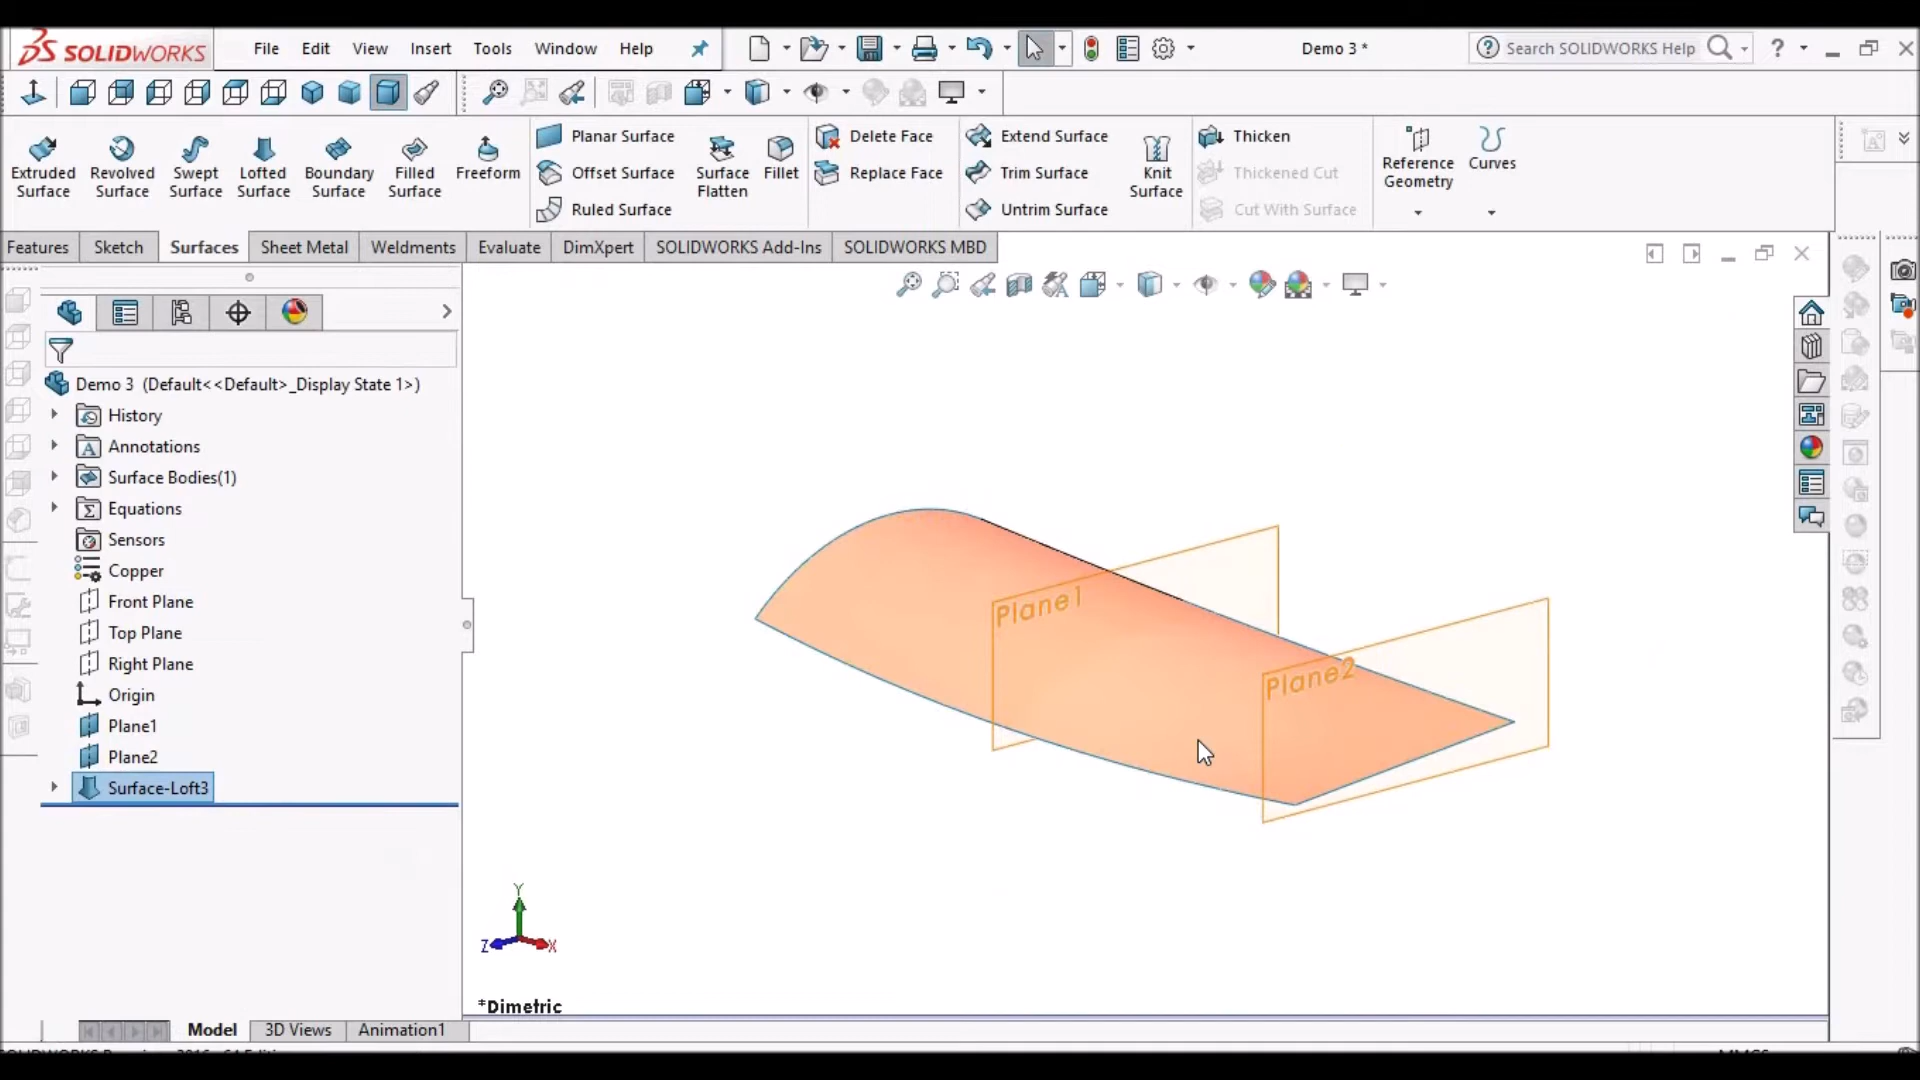 SOLIDWORKS File Edit View Insert Tools Window Help Demo 3 * Search SOLIDWORKS Help ?
Extruded Surface
Revolved Surface
Swept Surface
Lofted Surface
Boundary Surface
Filled Surface
Freeform
Planar Surface
Offset Surface
Ruled Surface
Surface Flatten
Fillet
Delete Face
Replace Face
Extend Surface
Trim Surface
Untrim Surface
Knit Surface
Thicken
Thickened Cut
Cut With Surface
Reference Geometry
Curves
Features Sketch Surfaces Sheet Metal Weldments Evaluate DimXpert SOLIDWORKS Add-Ins SOLIDWORKS MBD
Demo 3 (Default<<Default>_Display State 1>)
History
Annotations
Surface Bodies(1)
Equations
Sensors
Copper
Front Plane
Top Plane
Right Plane
Origin
Plane1
Plane2
Surface-Loft3
Plane1
Plane2
Y
Z X
*Dimetric
Model 3D Views Animation1